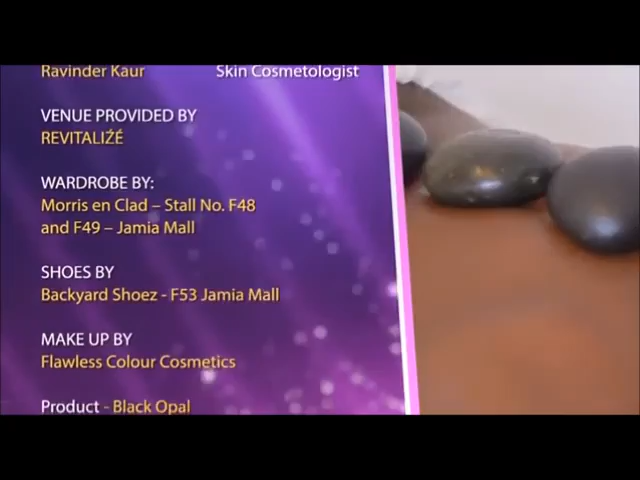 Ravinder Kaur Skin Cosmetologist
VENUE PROVIDED BY
REVITALIŹÉ
WARDROBE BY:
Morris en Clad – Stall No. F48
and F49 – Jamia Mall
SHOES BY
Backyard Shoez - F53 Jamia Mall
MAKE UP BY
Flawless Colour Cosmetics
Product - Black Opal